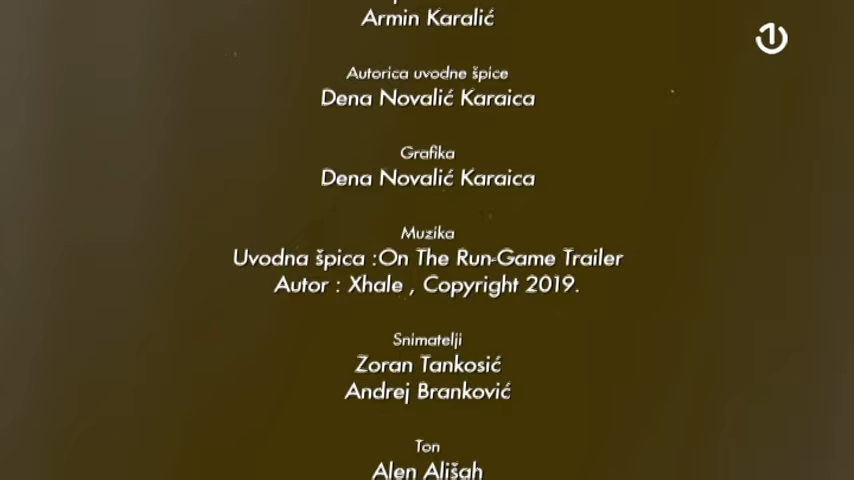 Armin Karalić
Autorica uvodne špice
Dena Novalić Karaica
Grafika
Dena Novalić Karaica
Muzika
Uvodna špica :On The Run-Game Trailer
Autor : Xhale , Copyright 2019.
Snimatelji
Zoran Tankosić
Andrej Branković
Ton
Alen Ališah